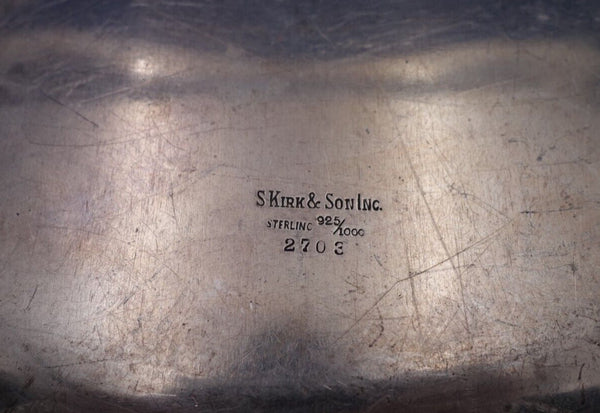 S KIRK & SON INC.
STERLING 925/1000
2703